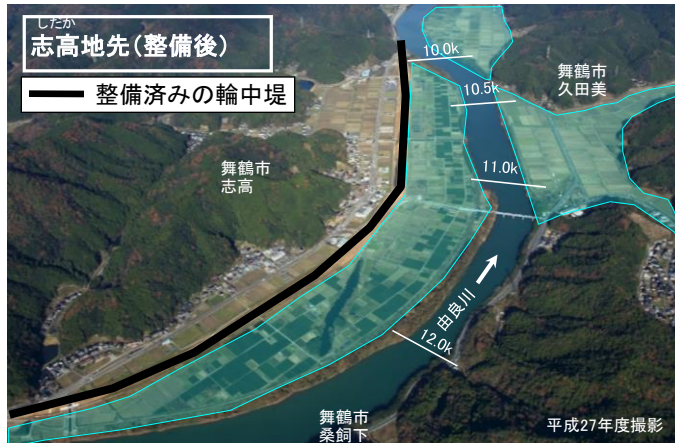 したか
志高地先(整備後)
整備済みの輪中堤
10.0k
舞鶴市
久田美
10.5k
舞鶴市
志高
11.0k
由良川
12.0k
舞鶴市
桑飼下
平成27年度撮影